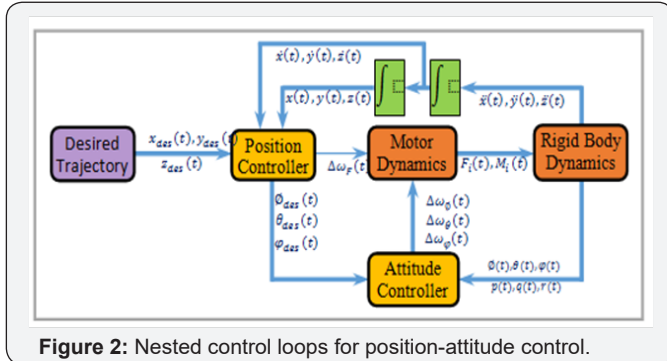 ẋ(t), ẏ(t), ż(t)
x(t), y(t), z(t)
∫
∫
ẍ(t), ÿ(t), z̈(t)
Desired
Trajectory
x_des(t), y_des(t)
z_des(t)
Position
Controller
Δω_F(t)
Motor
Dynamics
F_i(t), M_i(t)
Rigid Body
Dynamics
Ø_des(t)
θ_des(t)
φ_des(t)
Δω_Ø(t)
Δω_θ(t)
Δω_φ(t)
Attitude
Controller
Ø(t), θ(t), φ(t)
p(t), q(t), r(t)
Figure 2: Nested control loops for position-attitude control.